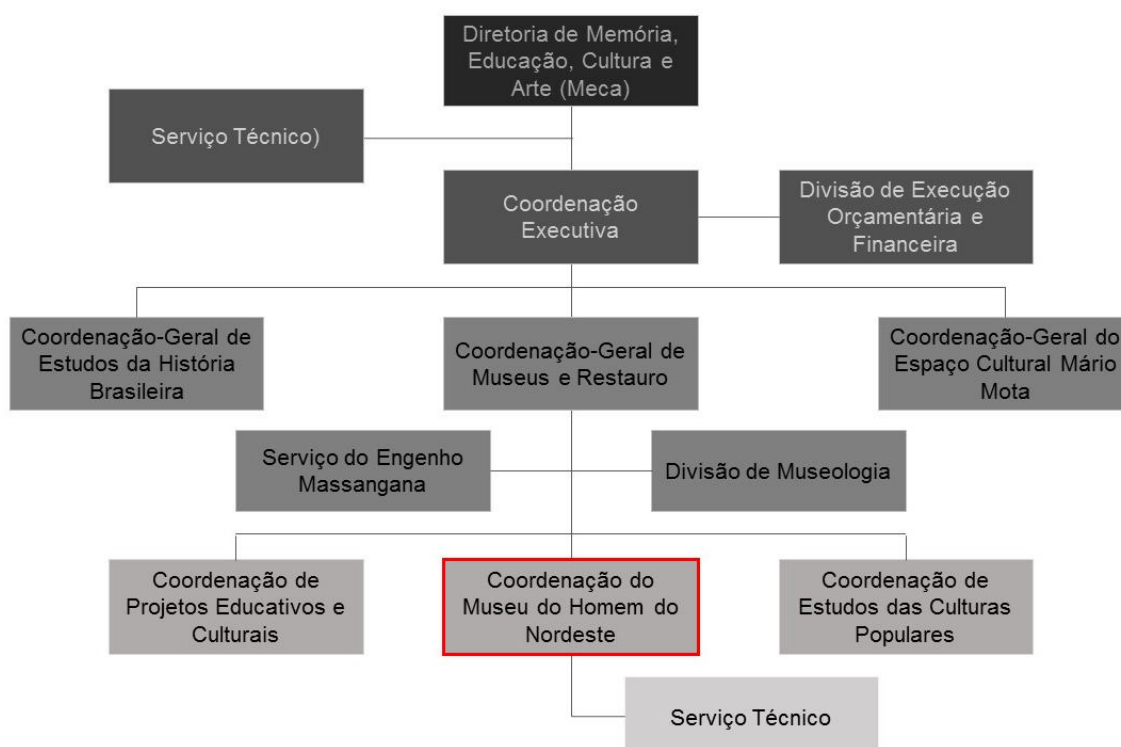 Diretoria de Memória,
Educação, Cultura e
Arte (Meca)
Serviço Técnico)
Coordenação
Executiva
Divisão de Execução
Orçamentária e
Financeira
Coordenação-Geral de
Estudos da História
Brasileira
Coordenação-Geral de
Museus e Restauro
Coordenação-Geral do
Espaço Cultural Mário
Mota
Serviço do Engenho
Massangana
Divisão de Museologia
Coordenação de
Projetos Educativos e
Culturais
Coordenação do
Museu do Homem do
Nordeste
Coordenação de
Estudos das Culturas
Populares
Serviço Técnico